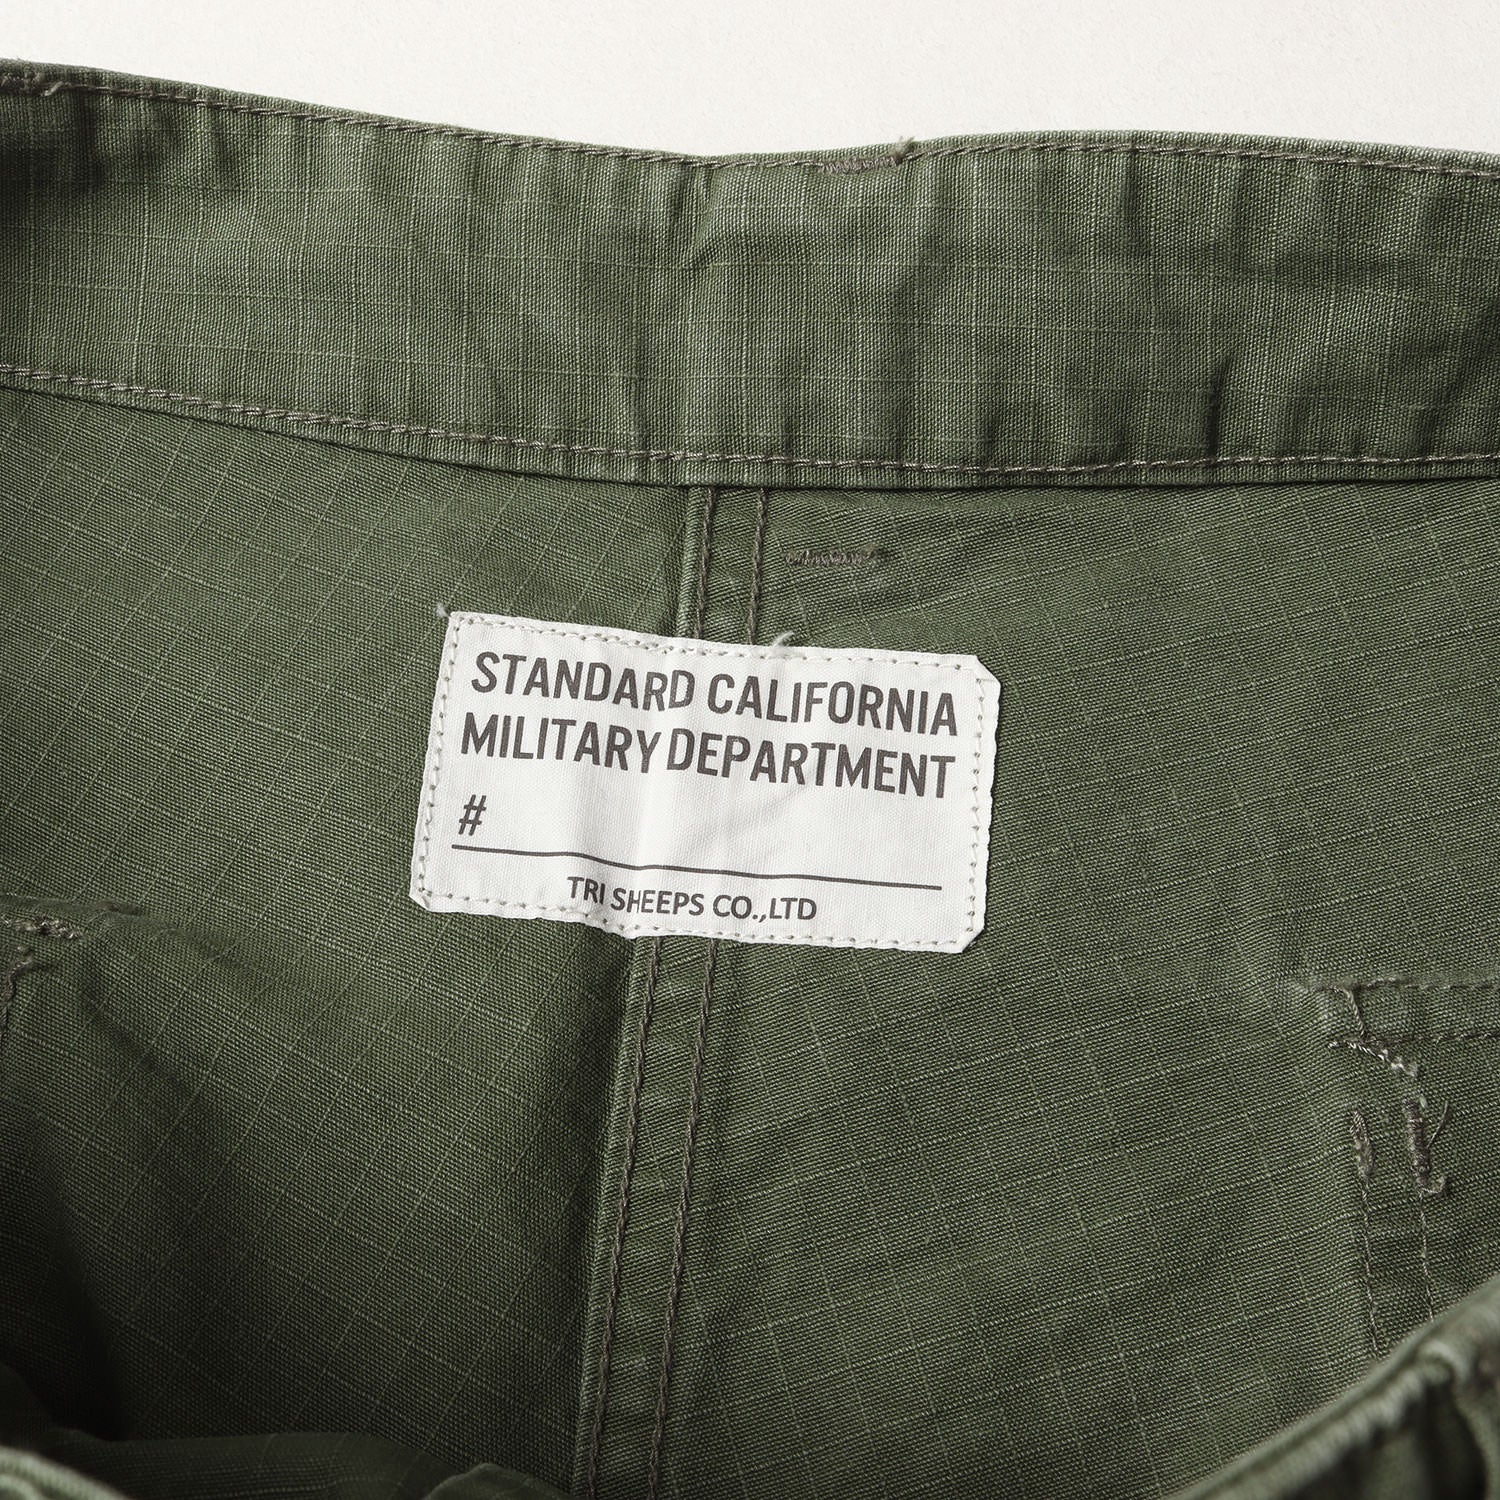 STANDARD CALIFORNIA
MILITARY DEPARTMENT
#
TRI SHEEPS CO.,LTD